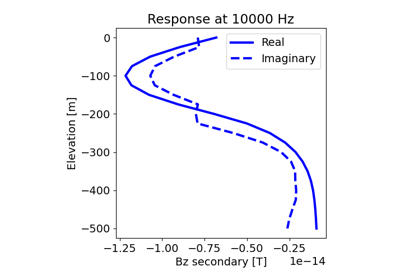 Response at 10000 Hz
Real
Imaginary
Elevation [m]
0
−100
−200
−300
−400
−500
−1.25
−1.00
−0.75
−0.50
−0.25
1e−14
Bz secondary [T]